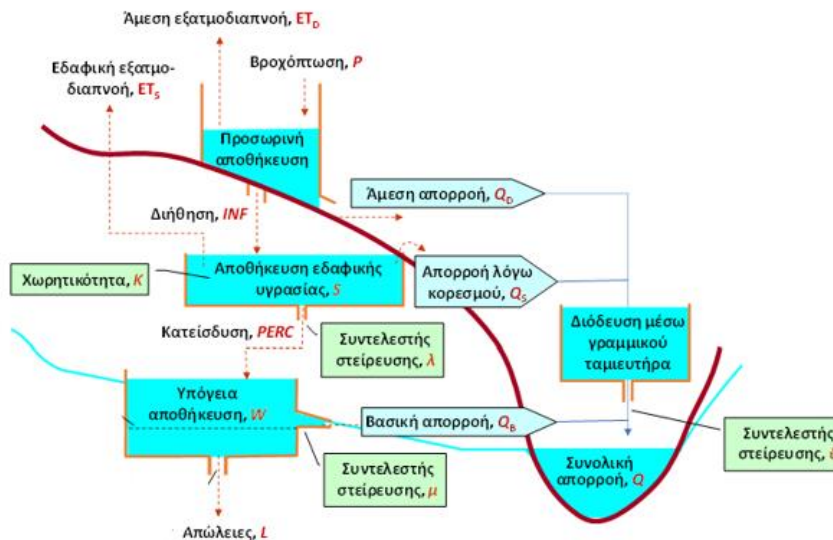 Άμεση εξατμοδιαπνοή, ET_D
Εδαφική εξατμο-
διαπνοή, ET_S
Βροχόπτωση, P
Προσωρινή
αποθήκευση
Άμεση απορροή, Q_D
Διήθηση, INF
Χωρητικότητα, K
Αποθήκευση εδαφικής
υγρασίας, S
Απορροή λόγω
κορεσμού, Q_S
Κατείσδυση, PERC
Συντελεστής
στείρευσης, λ
Διόδευση μέσω
γραμμικού
ταμιευτήρα
Υπόγεια
αποθήκευση, W
Βασική απορροή, Q_B
Συντελεστής
στείρευσης, μ
Συντελεστής
στείρευσης,
Συνολική
απορροή, Q
Απώλειες, L